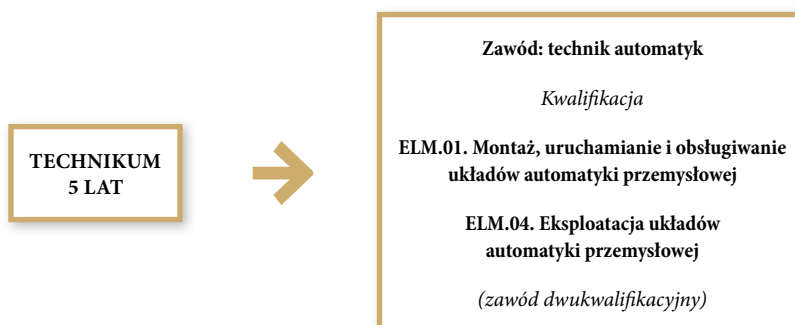 TECHNIKUM
5 LAT
Zawód: technik automatyk
Kwalifikacja
ELM.01. Montaż, uruchamianie i obsługiwanie
układów automatyki przemysłowej
ELM.04. Eksploatacja układów
automatyki przemysłowej
(zawód dwukwalifikacyjny)